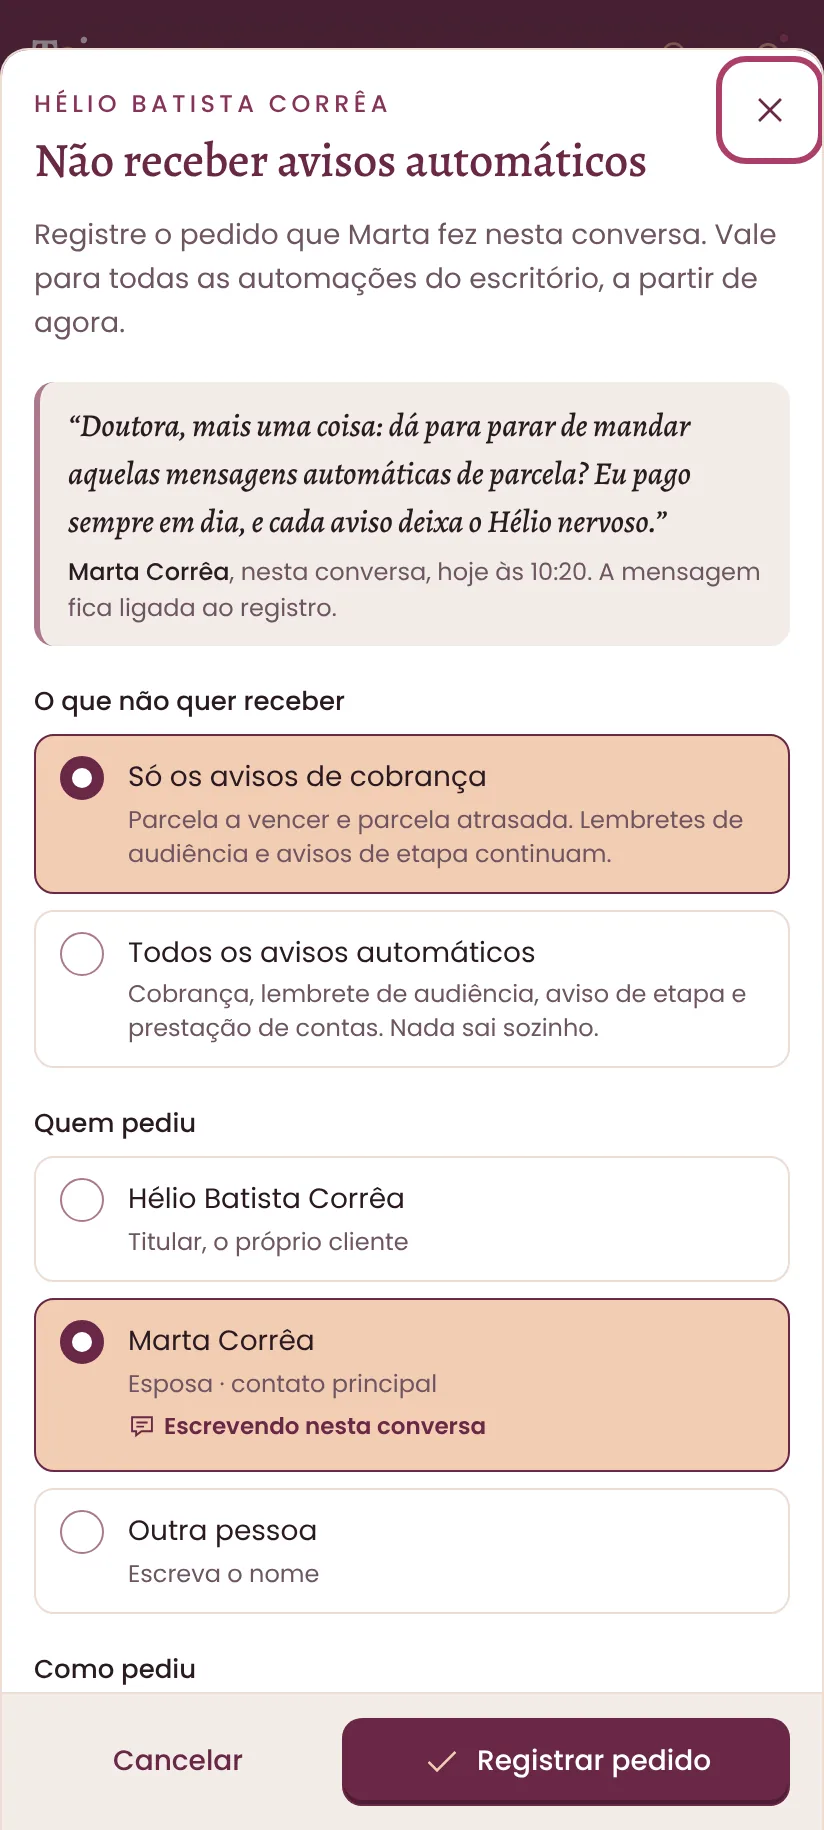 HÉLIO BATISTA CORRÊA
Não receber avisos automáticos
Registre o pedido que Marta fez nesta conversa. Vale
para todas as automações do escritório, a partir de
agora.
“Doutora, mais uma coisa: dá para parar de mandar
aquelas mensagens automáticas de parcela? Eu pago
sempre em dia, e cada aviso deixa o Hélio nervoso.”
Marta Corrêa, nesta conversa, hoje às 10:20. A mensagem
fica ligada ao registro.
O que não quer receber
Só os avisos de cobrança
Parcela a vencer e parcela atrasada. Lembretes de
audiência e avisos de etapa continuam.
Todos os avisos automáticos
Cobrança, lembrete de audiência, aviso de etapa e
prestação de contas. Nada sai sozinho.
Quem pediu
Hélio Batista Corrêa
Titular, o próprio cliente
Marta Corrêa
Esposa · contato principal
Escrevendo nesta conversa
Outra pessoa
Escreva o nome
Como pediu
Cancelar
Registrar pedido